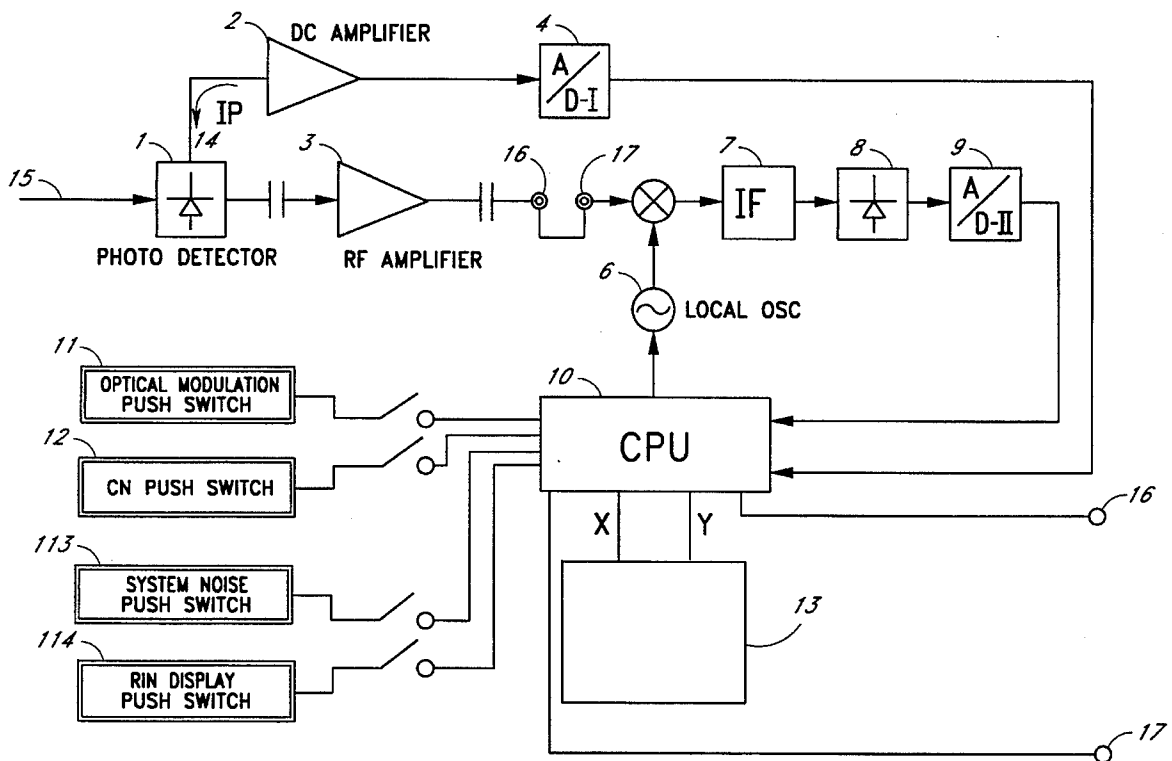 2
DC AMPLIFIER
4
A/D-I
IP
14
1
3
16
17
7
8
9
15
IF
A/D-II
PHOTO DETECTOR
RF AMPLIFIER
6
LOCAL OSC
11
OPTICAL MODULATION
PUSH SWITCH
10
CPU
12
CN PUSH SWITCH
16
X
Y
113
SYSTEM NOISE
PUSH SWITCH
13
114
RIN DISPLAY
PUSH SWITCH
17